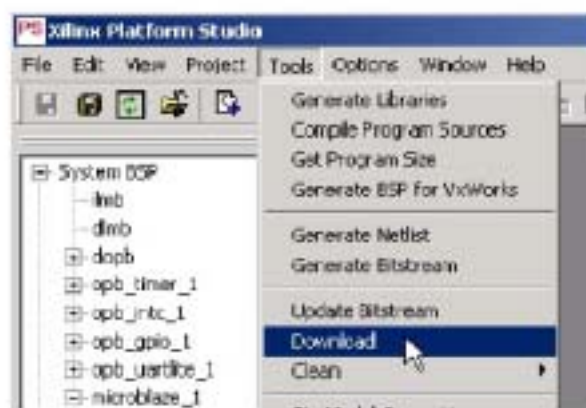 PS Xilinx Platform Studio
File Edit View Project Tools Options Window Help
Generate Libraries
Compile Program Sources
Get Program Size
Generate BSP for VxWorks
Generate Netlist
Generate Bitstream
Update Bitstream
Download
Clean
System BSP
ilmb
dlmb
dopb
opb_timer_1
opb_intc_1
opb_gpio_1
opb_uartlite_1
microblaze_1